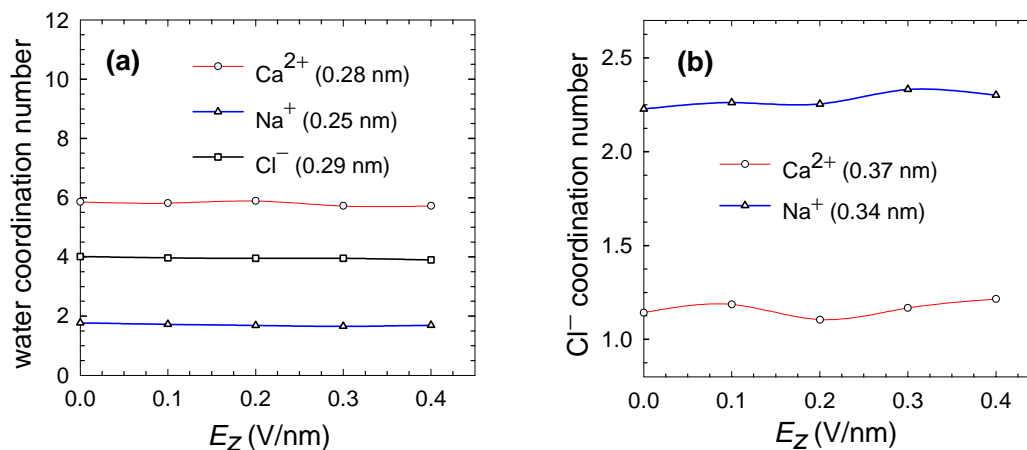 (a)
Ca2+ (0.28 nm)
Na+ (0.25 nm)
Cl− (0.29 nm)
water coordination number
12
10
8
6
4
2
0
0.0 0.1 0.2 0.3 0.4
EZ (V/nm)
(b)
Ca2+ (0.37 nm)
Na+ (0.34 nm)
Cl− coordination number
2.5
2.0
1.5
1.0
0.0 0.1 0.2 0.3 0.4
EZ (V/nm)